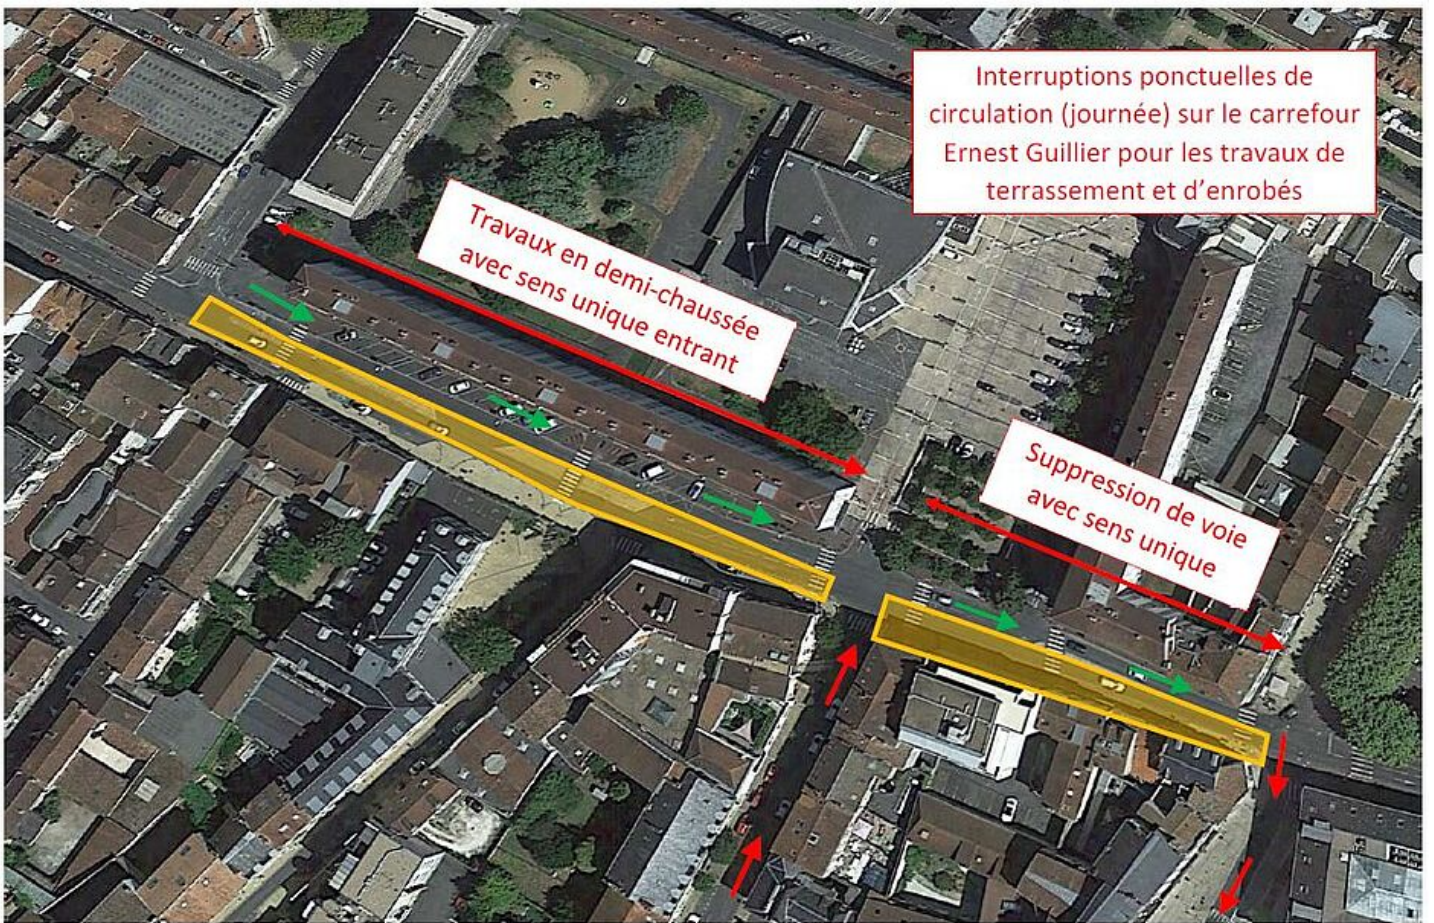 Interruptions ponctuelles de
circulation (journée) sur le carrefour
Ernest Guillier pour les travaux de
terrassement et d’enrobés
Travaux en demi-chaussée
avec sens unique entrant
Suppression de voie
avec sens unique